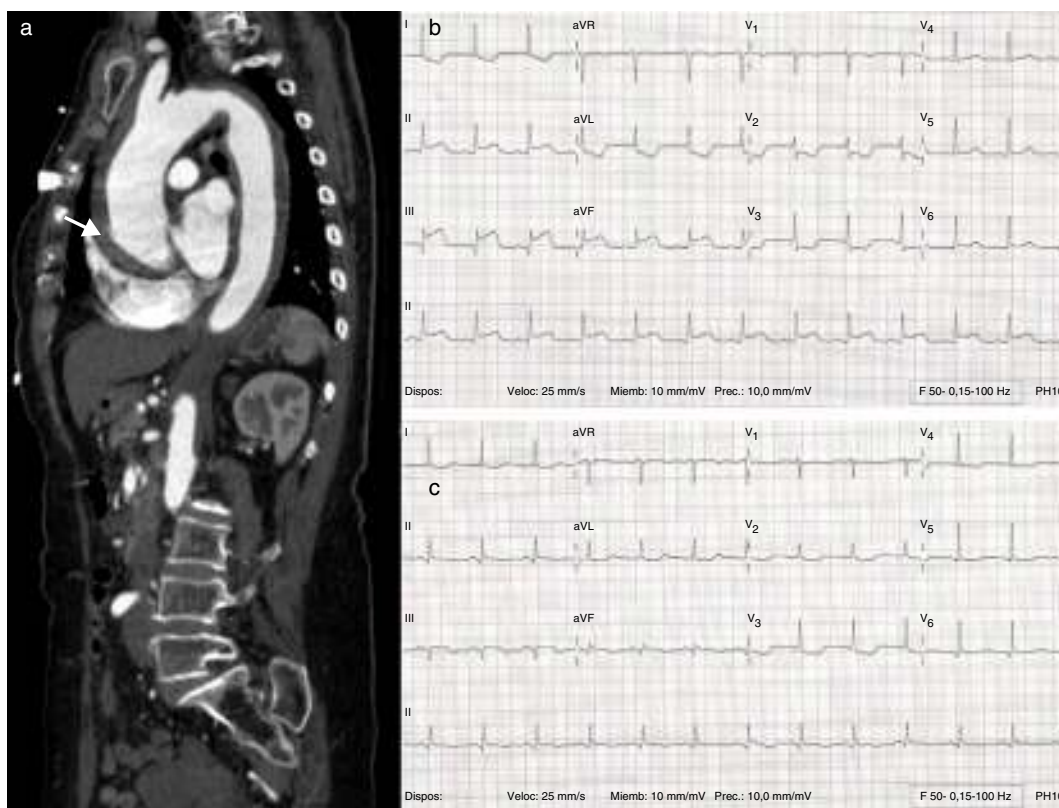 a
b
I aVR V1 V4
II aVL V2 V5
III aVF V3 V6
II
Dispos: Veloc: 25 mm/s Miemb: 10 mm/mV Prec.: 10,0 mm/mV F 50- 0,15-100 Hz PH10
c
I aVR V1 V4
II aVL V2 V5
III aVF V3 V6
II
Dispos: Veloc: 25 mm/s Miemb: 10 mm/mV Prec.: 10,0 mm/mV F 50- 0,15-100 Hz PH10